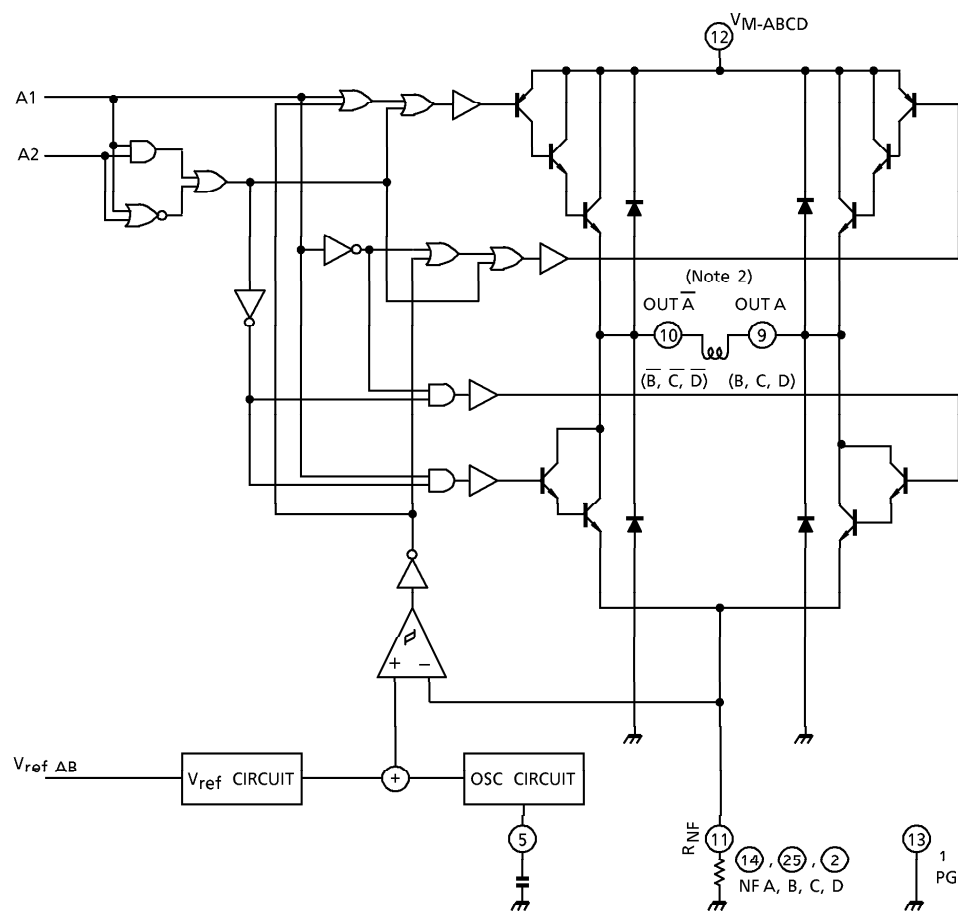 12 VM-ABCD
A1
A2
(Note 2)
OUT A̅ OUT A
10 9
(B̅, C̅, D̅) (B, C, D)
+ −
Vref AB
Vref CIRCUIT
+
OSC CIRCUIT
5
RNF
11
14 , 25 , 2
NF A, B, C, D
13
1
PG